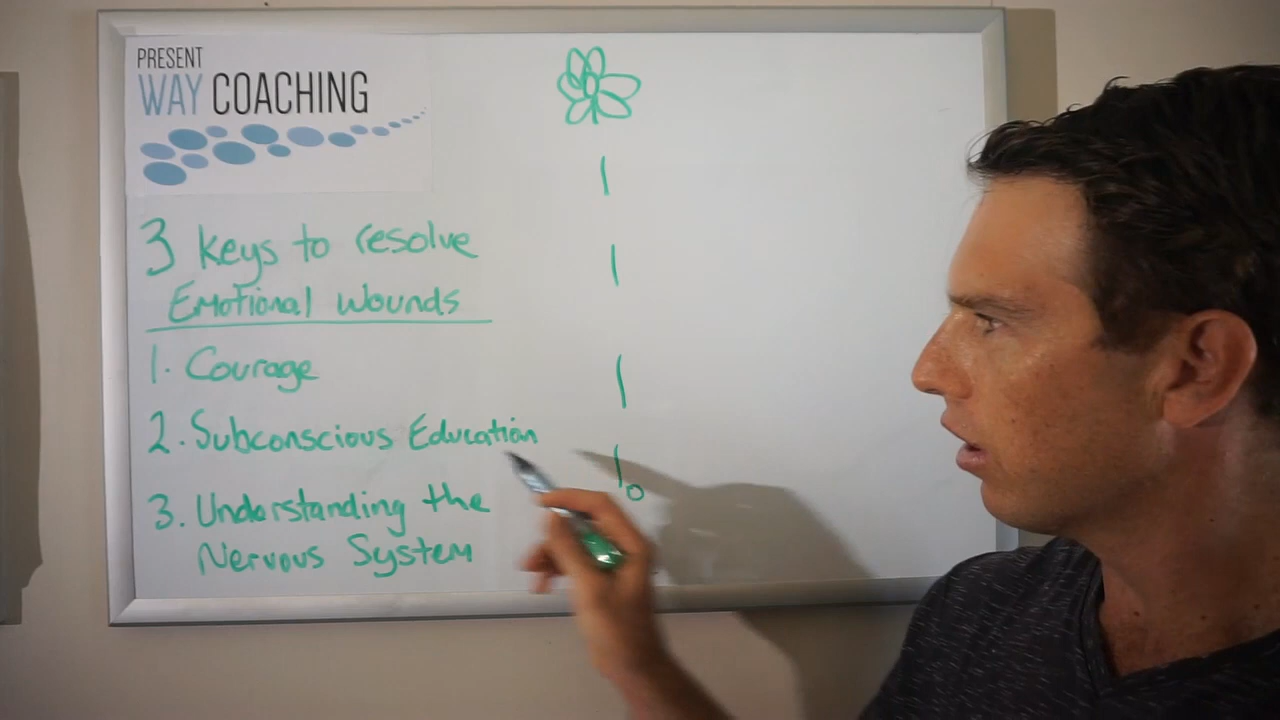 PRESENT
WAY COACHING
3 keys to resolve
Emotional Wounds
1. Courage
2. Subconscious Education
3. Understanding the
Nervous System